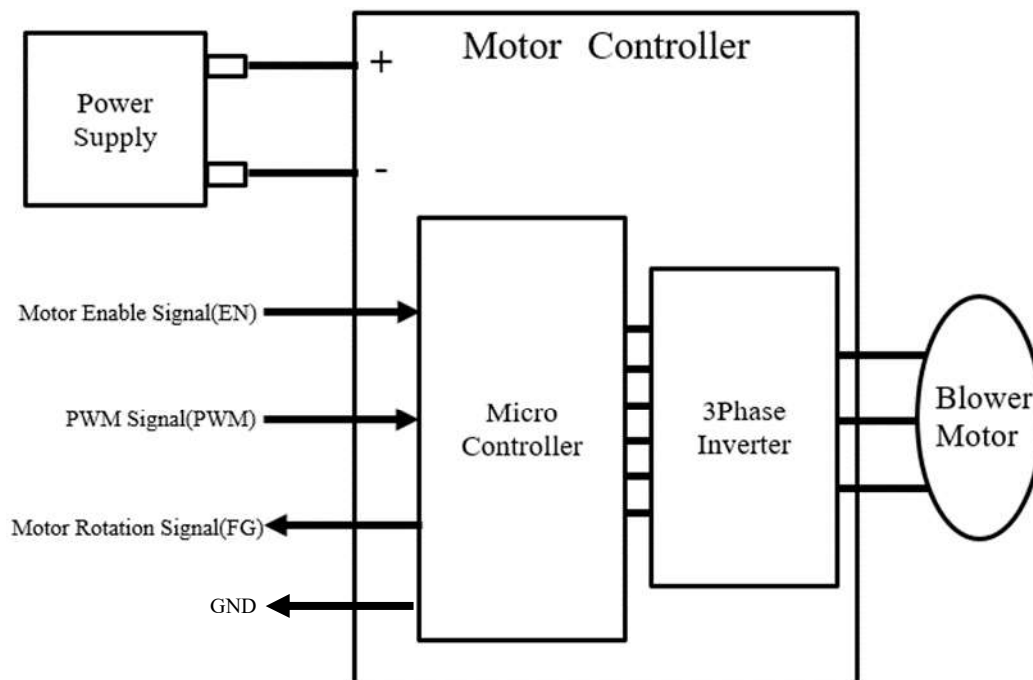 Motor Controller
+
Power
Supply
-
Motor Enable Signal(EN)
PWM Signal(PWM)
Micro
Controller
3Phase
Inverter
Blower
Motor
Motor Rotation Signal(FG)
GND